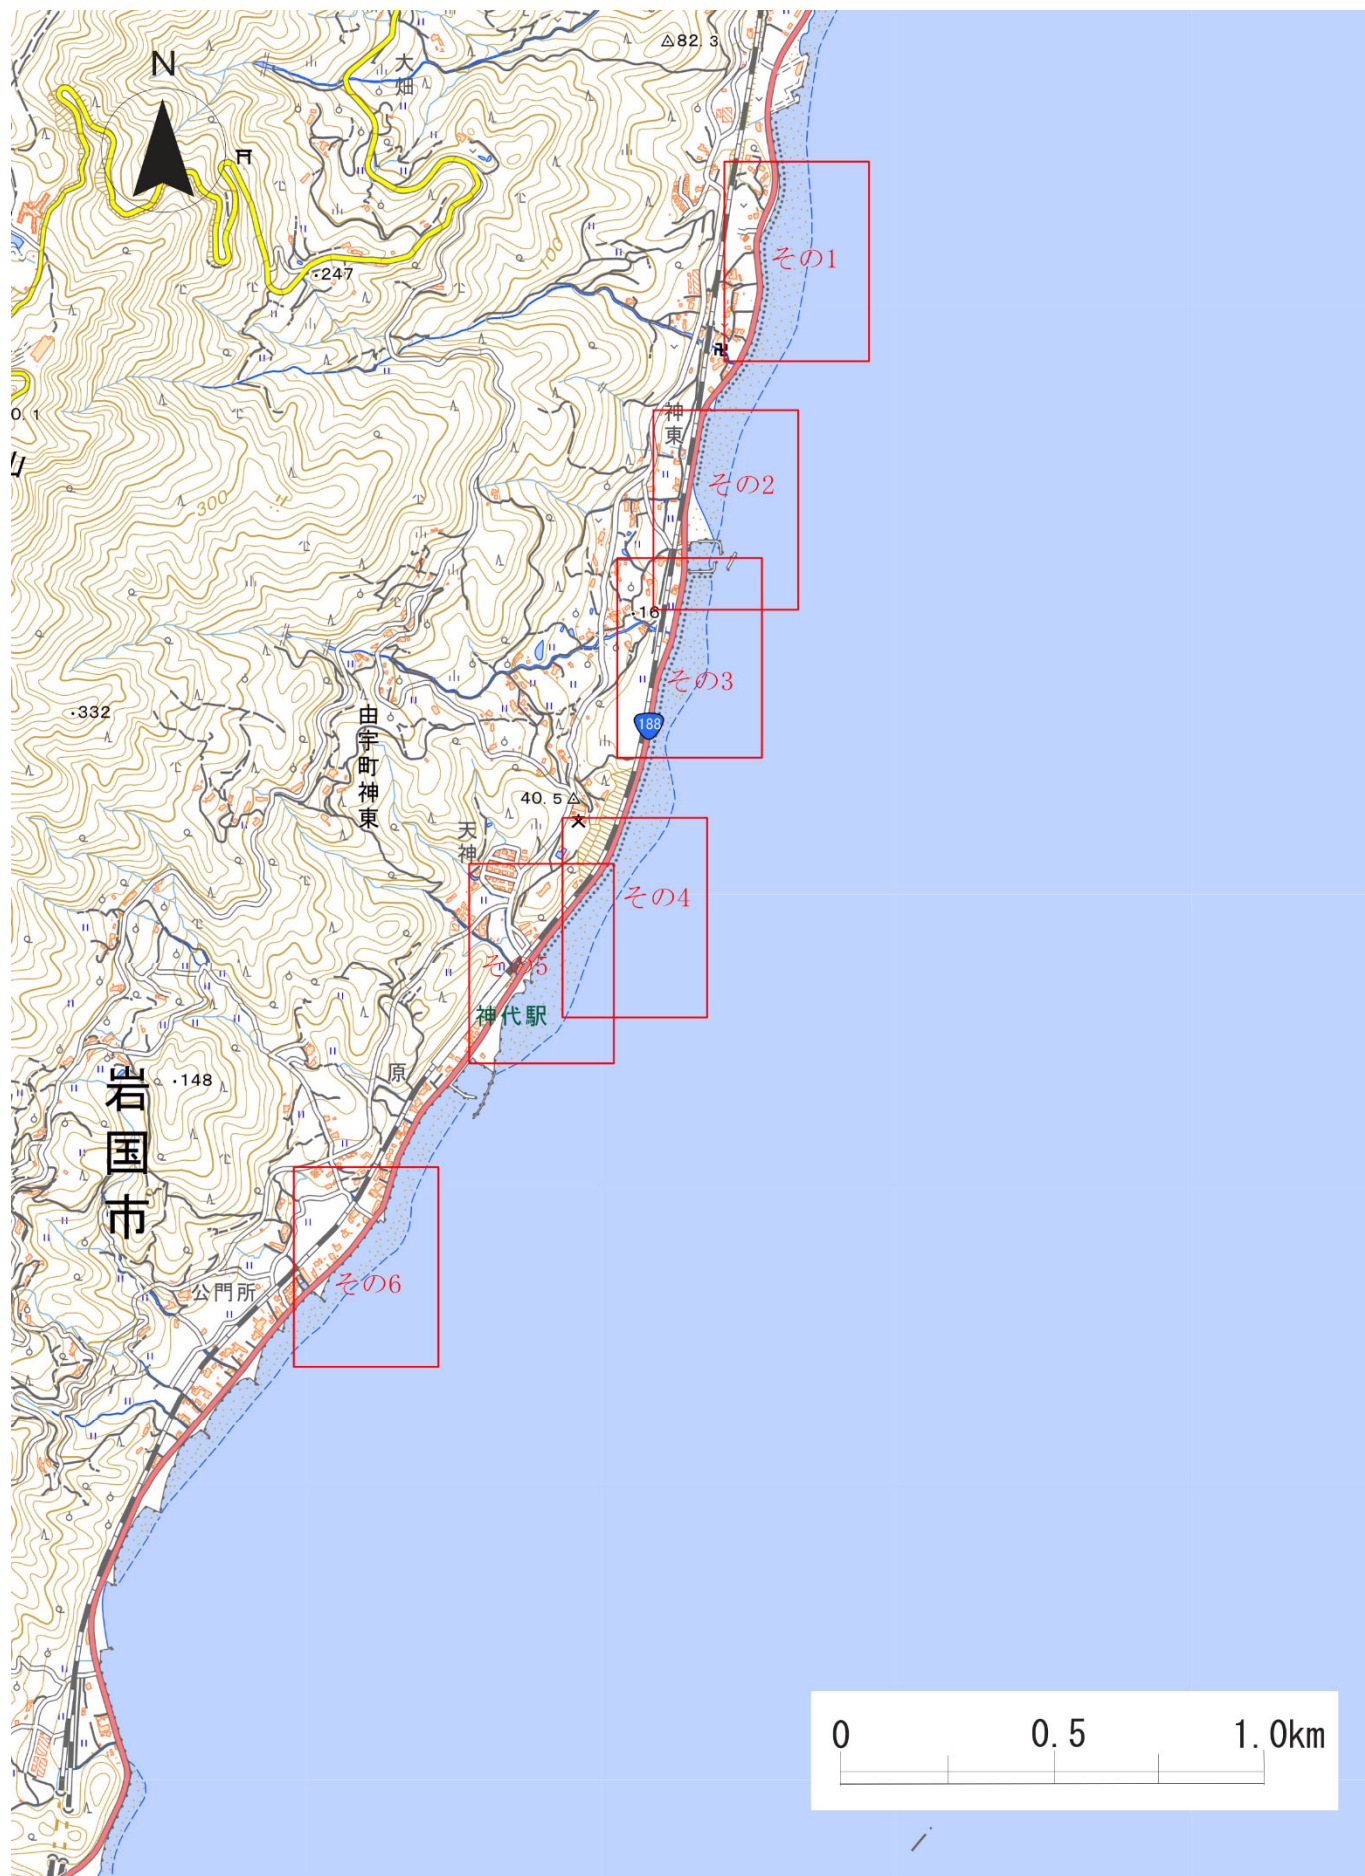 82.3
大畑
N
その1
247
100
0.1
山
神東
その2
300
16
その3
332
由宇町神東
188
40.5
天神
その4
その5
神代駅
原
148
岩国市
公門所
その6
0 0.5 1.0km